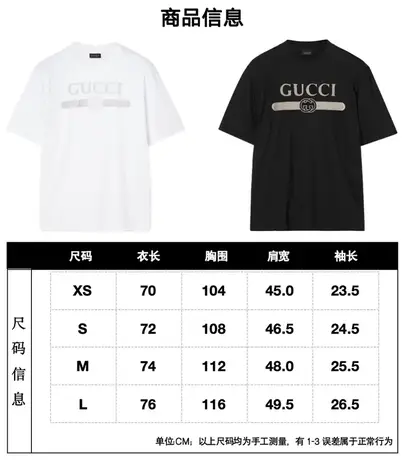 商品信息
GUCCI
GUCCI
尺码 衣长 胸围 肩宽 袖长
尺码信息
XS 70 104 45.0 23.5
S 72 108 46.5 24.5
M 74 112 48.0 25.5
L 76 116 49.5 26.5
单位:CM：以上尺码均为手工测量，有 1-3 误差属于正常行为